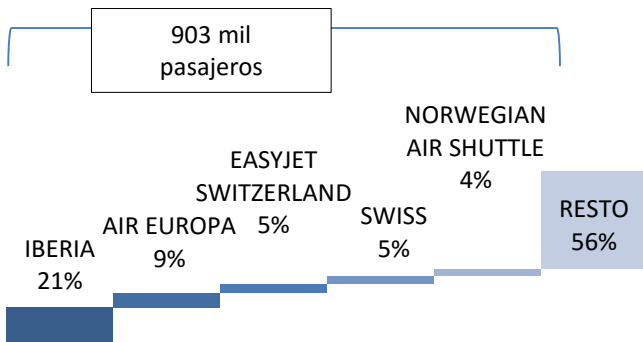 903 mil
pasajeros
IBERIA
21%
AIR EUROPA
9%
EASYJET
SWITZERLAND
5%
SWISS
5%
NORWEGIAN
AIR SHUTTLE
4%
RESTO
56%